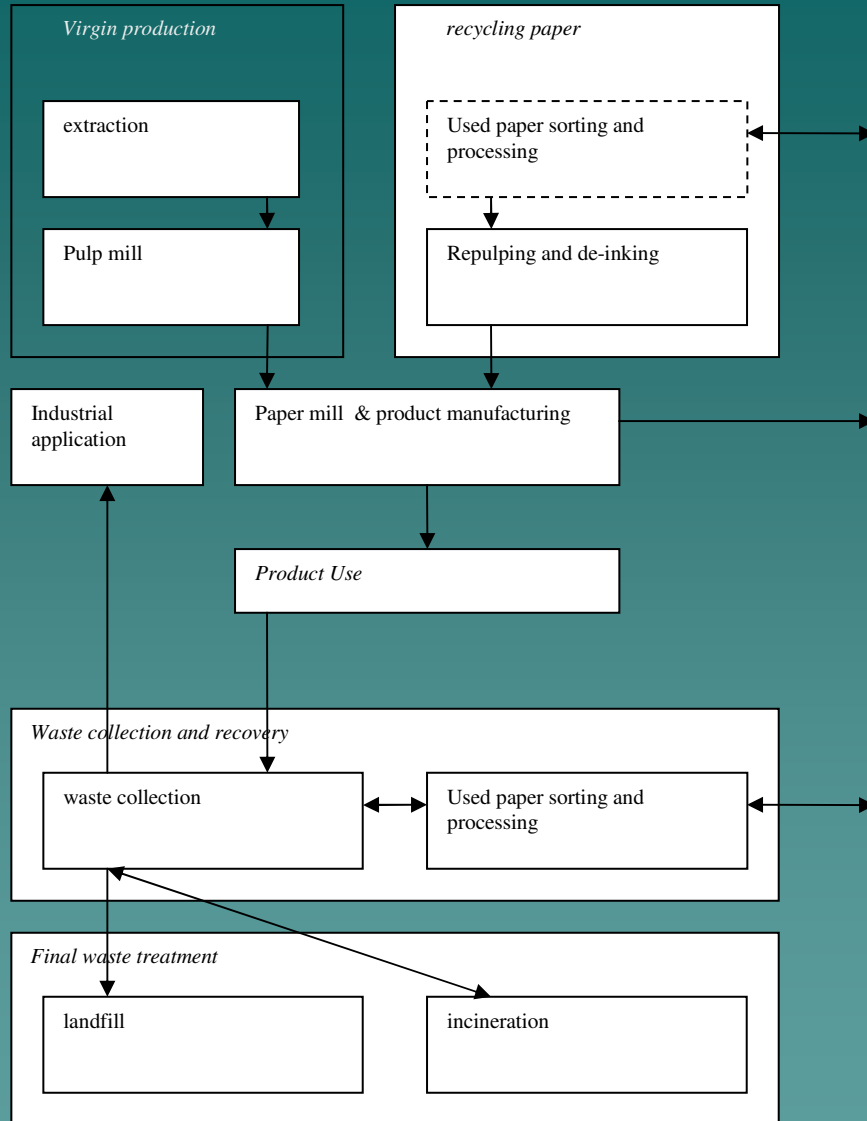 Virgin production
recycling paper
extraction
Used paper sorting and
processing
Pulp mill
Repulping and de-inking
Industrial
application
Paper mill & product manufacturing
Product Use
Waste collection and recovery
waste collection
Used paper sorting and
processing
Final waste treatment
landfill
incineration